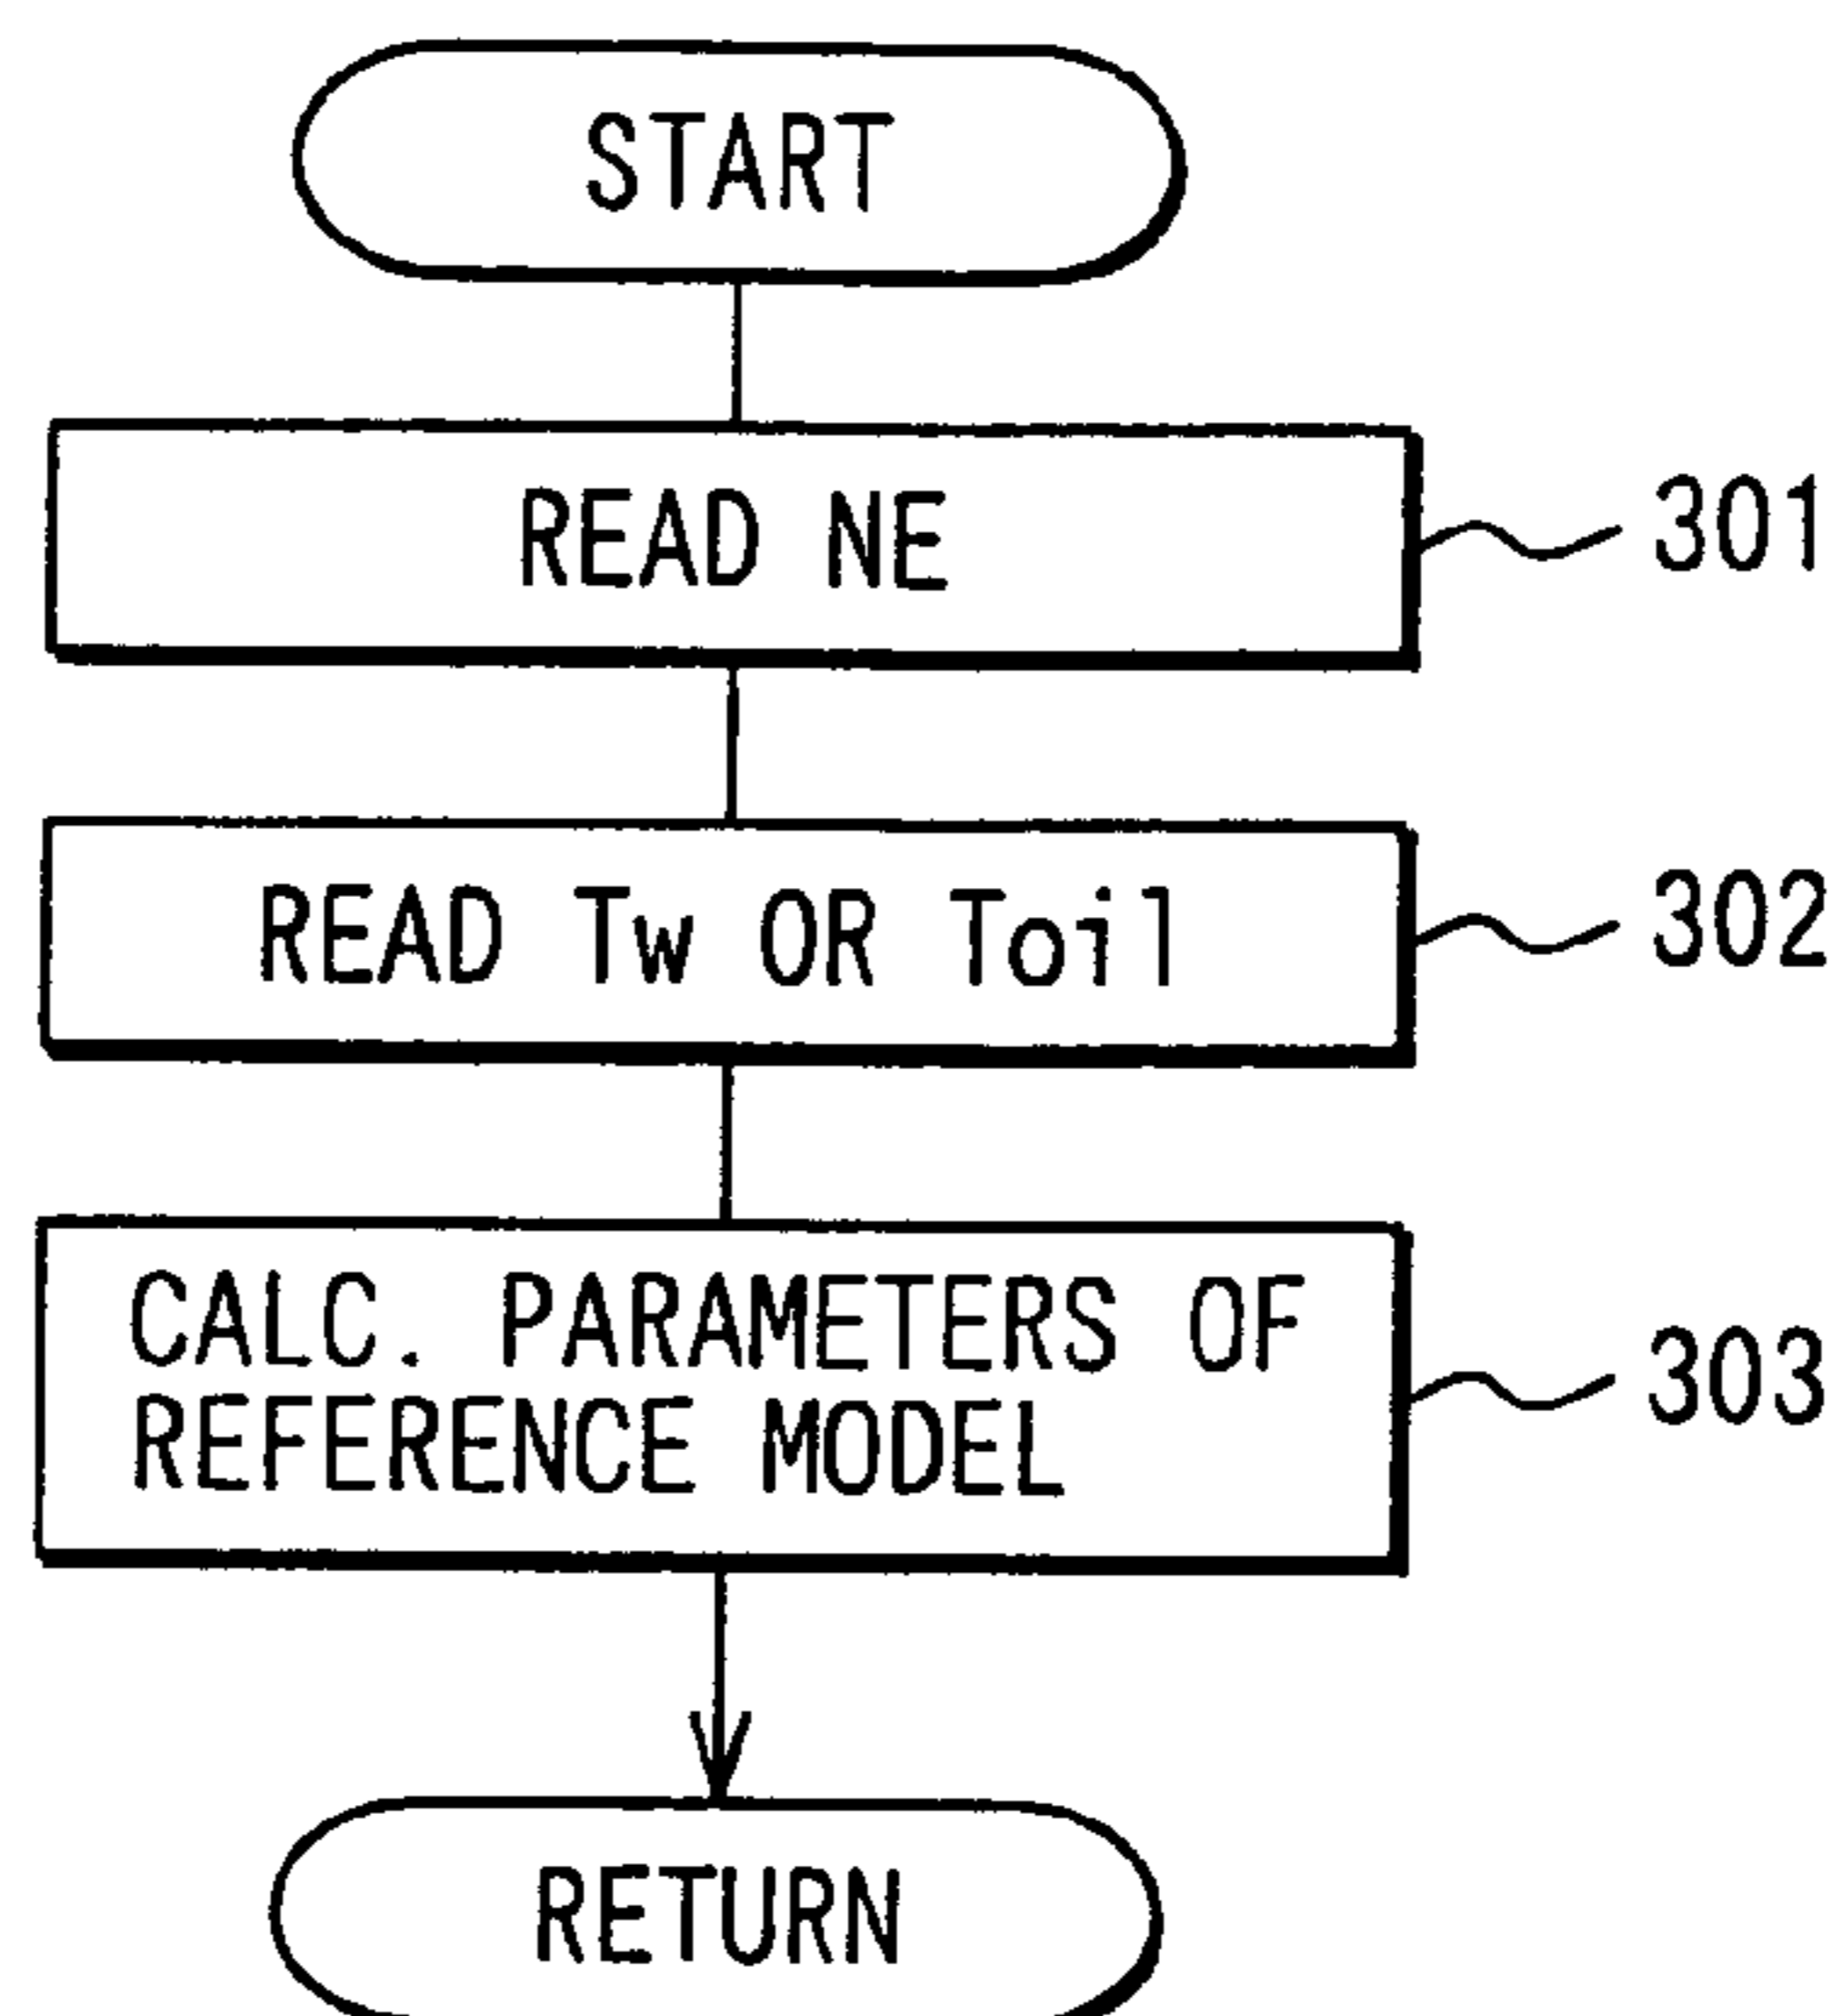 START
READ NE
301
READ Tw OR Toil
302
CALC. PARAMETERS OF
REFERENCE MODEL
303
RETURN